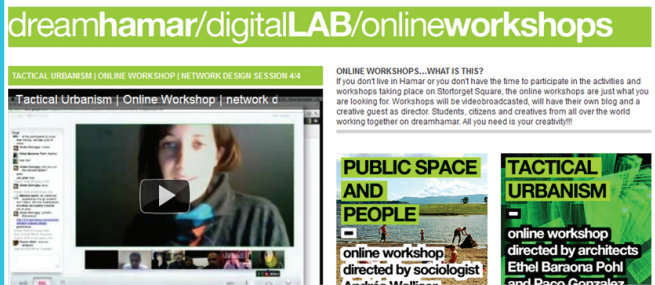 dreamhamar/digitalLAB/onlineworkshops
TACTICAL URBANISM | ONLINE WORKSHOP | NETWORK DESIGN SESSION 4/4
Tactical Urbanism | Online Workshop | network d
ONLINE WORKSHOPS...WHAT IS THIS?
If you don't live in Hamar or you don't have the time to participate in the activities and
workshops taking place on Stortorget Square, the online workshops are just what you
are looking for. Workshops will be videobroadcasted, will have their own blog and a
creative guest as director. Students, citizens and creatives from all over the world
working together on dreamhamar. All you need is your creativity!!!
PUBLIC SPACE
AND
PEOPLE
-
online workshop
directed by sociologist
Andrés Walliser
TACTICAL
URBANISM
-
online workshop
directed by architects
Ethel Baraona Pohl
and Paco Gonzalez